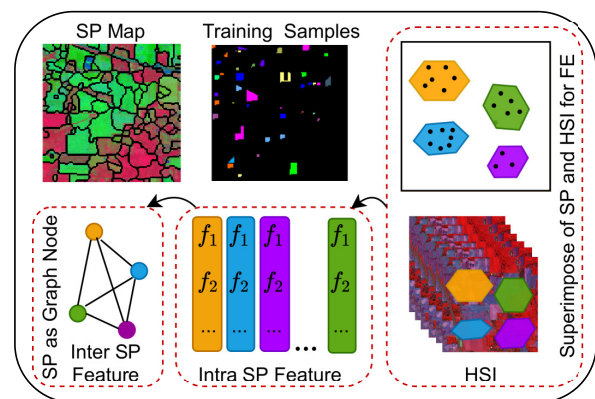 SP Map
Training Samples
Superimpose of SP and HSI for FE
SP as Graph Node
f1 f1 f1 f1
f2 f2 f2 f2
... ... ... ... ...
Inter SP
Feature
Intra SP Feature
HSI